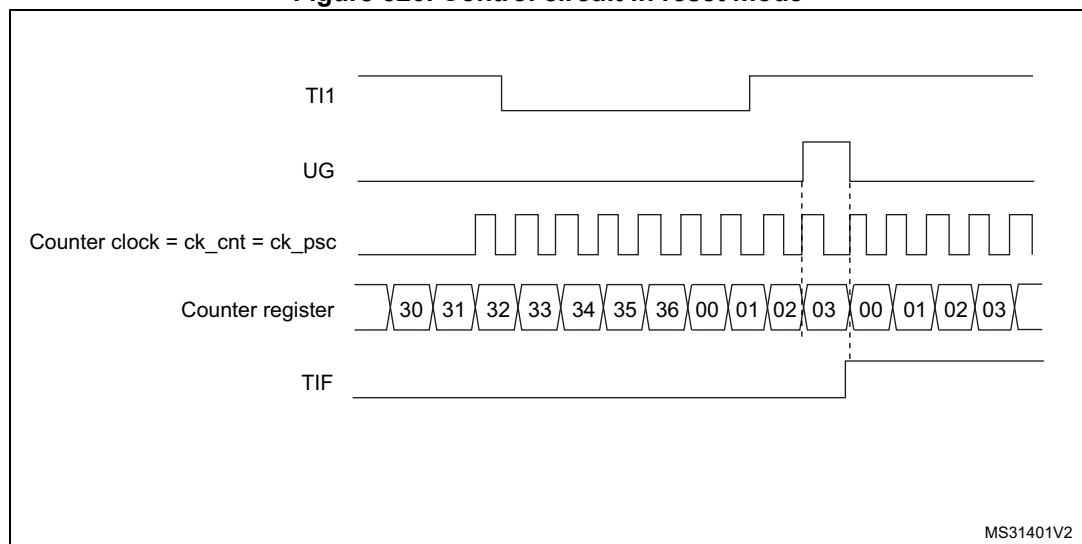 TI1
UG
Counter clock = ck_cnt = ck_psc
Counter register 30 31 32 33 34 35 36 00 01 02 03 00 01 02 03
TIF
MS31401V2